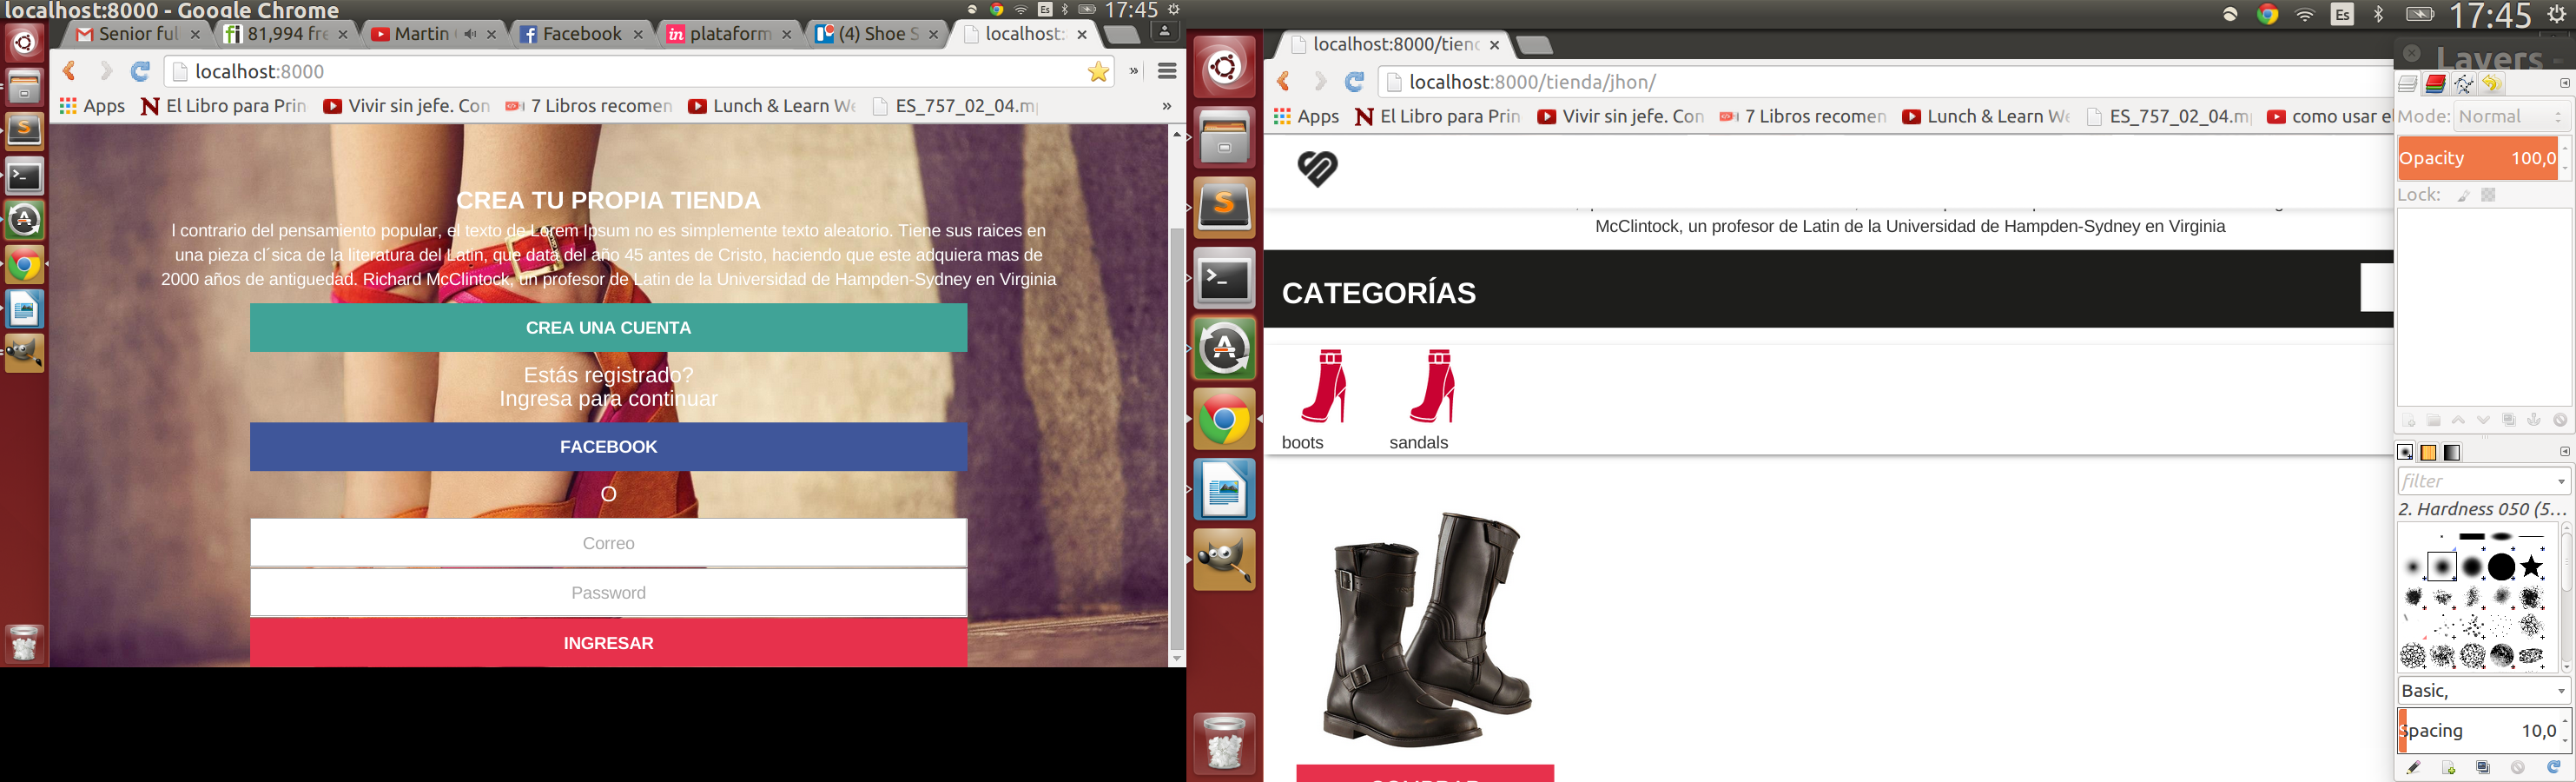 localhost:8000 - Google Chrome
Es
17:45
Senior ful
81,994 fre
Martin
Facebook
plataform
(4) Shoe S
localhost:
localhost:8000
Apps
El Libro para Prin
Vivir sin jefe. Con
7 Libros recomen
Lunch & Learn We
ES_757_02_04.m
CREA TU PROPIA TIENDA
l contrario del pensamiento popular, el texto de Lorem Ipsum no es simplemente texto aleatorio. Tiene sus raices en
una pieza cl´sica de la literatura del Latin, que data del año 45 antes de Cristo, haciendo que este adquiera mas de
2000 años de antiguedad. Richard McClintock, un profesor de Latin de la Universidad de Hampden-Sydney en Virginia
CREA UNA CUENTA
Estás registrado?
Ingresa para continuar
FACEBOOK
O
Correo
Password
INGRESAR
Es
17:45
localhost:8000/tiend
localhost:8000/tienda/jhon/
Apps
El Libro para Prin
Vivir sin jefe. Con
7 Libros recomen
Lunch & Learn We
ES_757_02_04.m
como usar e
McClintock, un profesor de Latin de la Universidad de Hampden-Sydney en Virginia
CATEGORÍAS
boots
sandals
Layers -
Mode: Normal
Opacity 100,0
Lock:
filter
2. Hardness 050 (5...
Basic,
Spacing 10,0